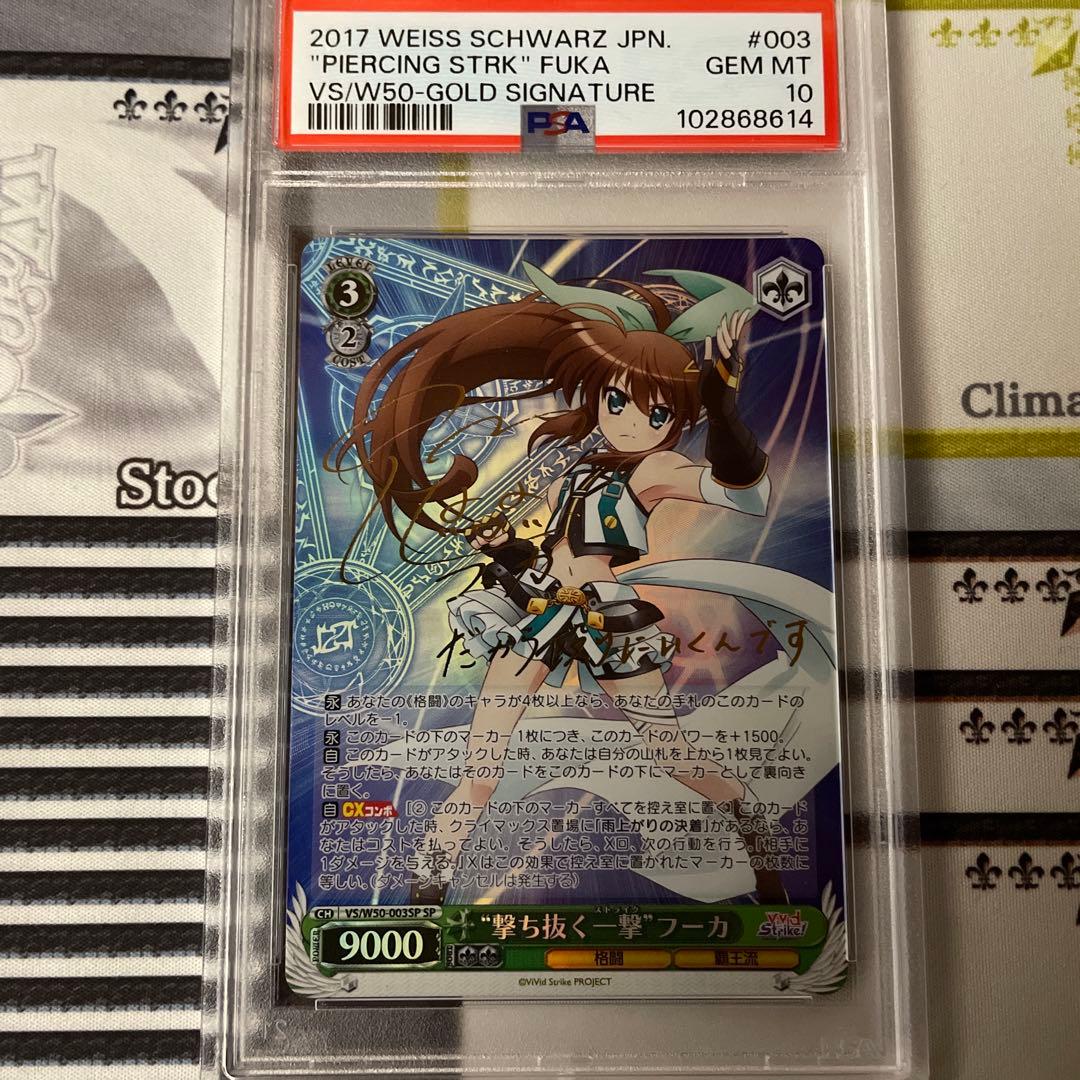 2017 WEISS SCHWARZ JPN. #003
"PIERCING STRK" FUKA GEM MT
VS/W50-GOLD SIGNATURE 10
PSA 102868614
Clima
Stoc
LEVEL
3
2
COST
永 あなたの《格闘》のキャラが4枚以上なら、あなたの手札のこのカードの
レベルを-1。
永 このカードの下のマーカー1枚につき、このカードのパワーを+1500。
自 このカードがアタックした時、あなたは自分の山札を上から1枚見てよい。
そうしたら、あなたはそのカードをこのカードの下にマーカーとして裏向き
に置く。
自 CXコンボ [② このカードの下のマーカーすべてを控え室に置く] このカード
がアタックした時、クライマックス置場に「雨上がりの決着」があるなら、あ
なたはコストを払ってよい。そうしたら、X回、次の行動を行う。『相手に
1ダメージを与える。』Xはこの効果で控え室に置かれたマーカーの枚数に
等しい。(ダメージキャンセルは発生する)
CH VS/W50-003SP SP
ストライク
"撃ち抜く一撃"フーカ
ViVid Strike!
POWER 9000
格闘 覇王流
©ViVid Strike PROJECT